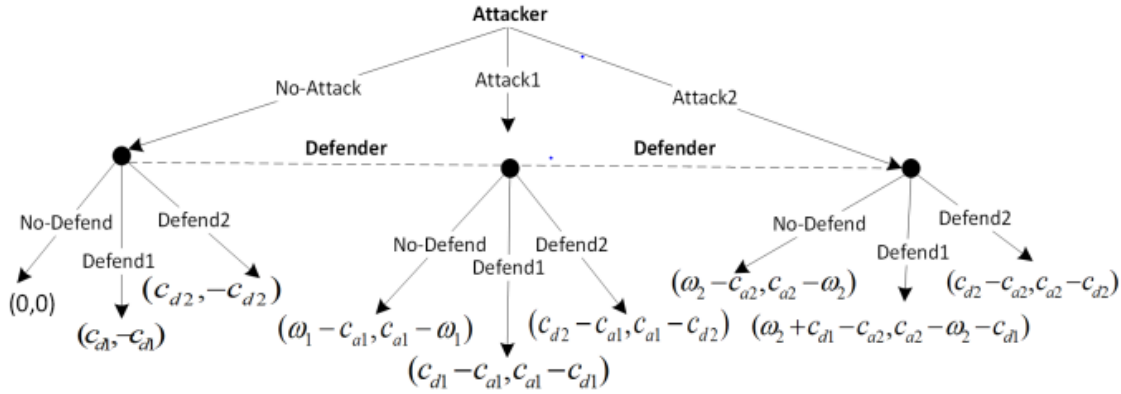 Attacker
No-Attack
Attack1
Attack2
Defender
Defender
No-Defend
Defend1
Defend2
No-Defend
Defend1
Defend2
No-Defend
Defend1
Defend2
(0,0)
(c_{d1},-c_{d1})
(c_{d2},-c_{d2})
(ω_1-c_{a1},c_{a1}-ω_1)
(c_{d1}-c_{a1},c_{a1}-c_{d1})
(c_{d2}-c_{a1},c_{a1}-c_{d2})
(ω_2-c_{a2},c_{a2}-ω_2)
(ω_2+c_{d1}-c_{a2},c_{a2}-ω_2-c_{d1})
(c_{d2}-c_{a2},c_{a2}-c_{d2})